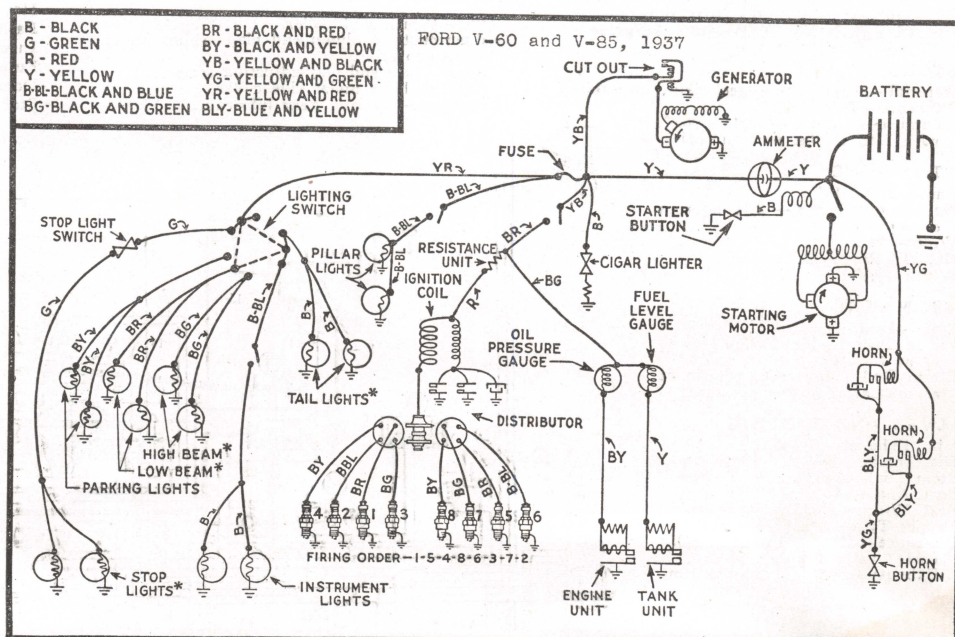 B - BLACK
G - GREEN
R - RED
Y - YELLOW
B-BL-BLACK AND BLUE
BG-BLACK AND GREEN
BR - BLACK AND RED
BY - BLACK AND YELLOW
YB - YELLOW AND BLACK
YG - YELLOW AND GREEN
YR - YELLOW AND RED
BLY - BLUE AND YELLOW
FORD V-60 and V-85, 1937
CUT OUT
GENERATOR
BATTERY
YB
AMMETER
FUSE
YR
Y
Y
B-BL
YB
B
STARTER
BUTTON
LIGHTING
SWITCH
STOP LIGHT
SWITCH
G
B-BL
BR
B
RESISTANCE
UNIT
PILLAR
LIGHTS
B-BL
CIGAR LIGHTER
YG
IGNITION
COIL
R
BG
G
B-BL
BY
BR
BG
BY
BR
BG
B
B
FUEL
LEVEL
GAUGE
OIL
PRESSURE
GAUGE
STARTING
MOTOR
HORN
TAIL LIGHTS*
DISTRIBUTOR
HORN
HIGH BEAM*
LOW BEAM*
PARKING LIGHTS
BY
BBL
BR
BG
BY
BG
BR
B-BL
BY
Y
BLY
BLY
4 2 1 3 8 7 5 6
FIRING ORDER-1-5-4-8-6-3-7-2
B
B
YG
STOP
LIGHTS*
INSTRUMENT
LIGHTS
ENGINE
UNIT
TANK
UNIT
HORN
BUTTON